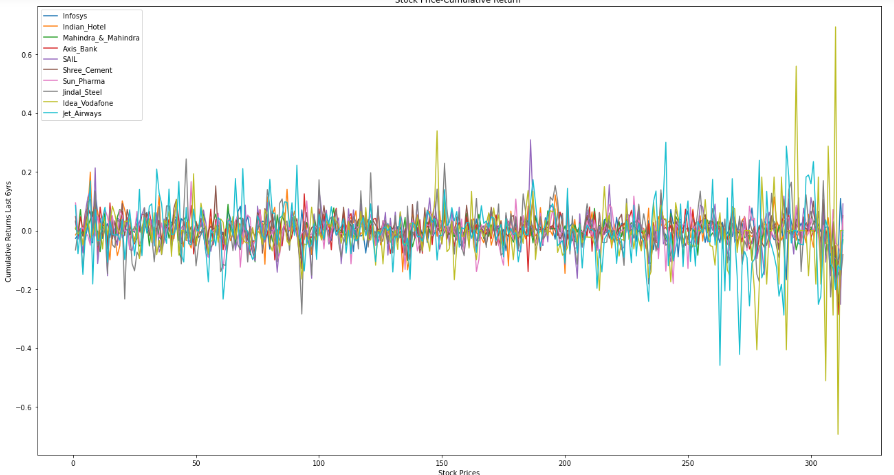 Stock Price-Cumulative Return
Infosys
Indian_Hotel
Mahindra_&_Mahindra
Axis_Bank
SAIL
Shree_Cement
Sun_Pharma
Jindal_Steel
Idea_Vodafone
Jet_Airways
0.6
0.4
0.2
0.0
−0.2
−0.4
−0.6
Cumulative Returns Last 6yrs
0 50 100 150 200 250 300
Stock Prices